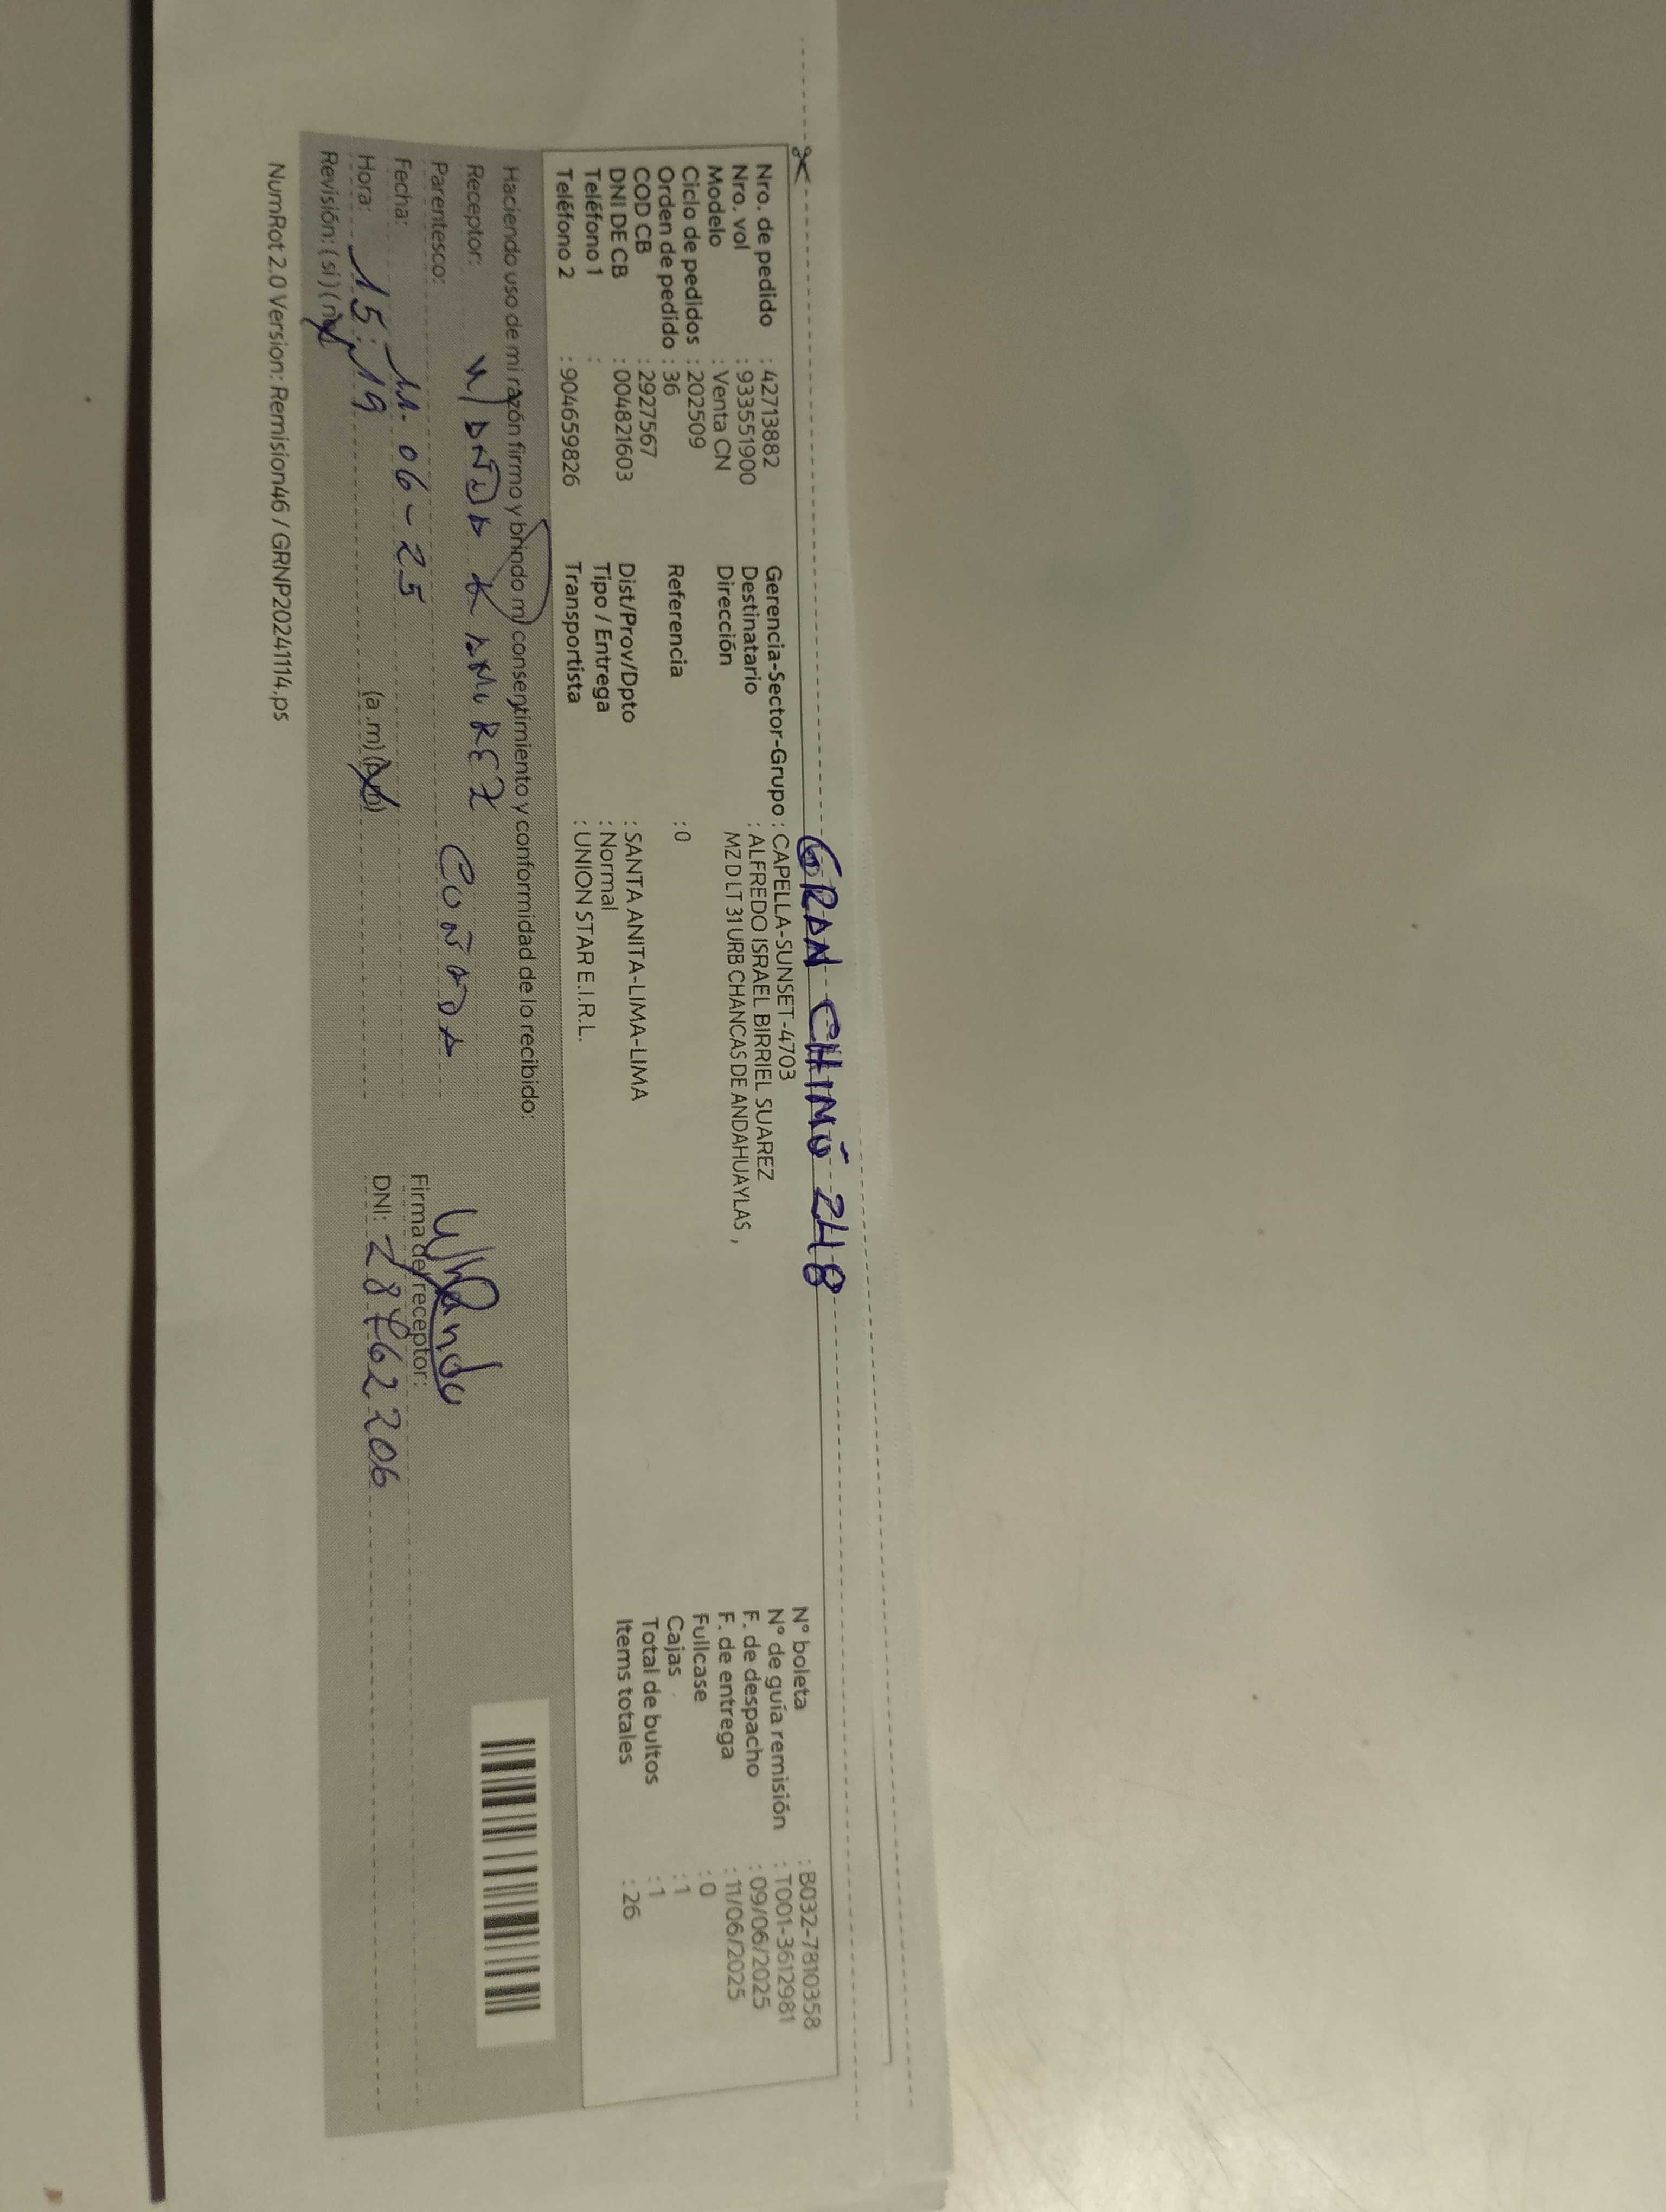 GRAN CHIMÚ 248
Nro. de pedido : 42713882
Nro. vol : 933551900
Modelo : Venta CN
Ciclo de pedidos : 202509
Orden de pedido : 36
COD CB : 2927567
DNI DE CB : 004821603
Teléfono 1 :
Teléfono 2 : 904659826
Gerencia-Sector-Grupo : CAPELLA-SUNSET-4703
Destinatario : ALFREDO ISRAEL BIRRIEL SUAREZ
Dirección MZ D LT 31 URB CHANCAS DE ANDAHUAYLAS ,
Referencia :0
Dist/Prov/Dpto : SANTA ANITA-LIMA-LIMA
Tipo / Entrega : Normal
Transportista : UNION STAR E.I.R.L.
N° boleta : B032-7810358
N° de guía remisión : T001-3612981
F. de despacho : 09/06/2025
F. de entrega : 11/06/2025
Fullcase : 0
Cajas : 1
Total de bultos : 1
Items totales : 26
Haciendo uso de mi razón firmo y brindo mi consentimiento y conformidad de lo recibido:
Receptor: RAMIREZ
Parentesco: CUÑADA
Fecha: 11-06-25
Hora: 15:19 (a.m)
Revisión: (si) (no)
Firma de receptor:
DNI: 28762206
NumRot 2.0 Version: Remision46 / GRNP20241114.ps